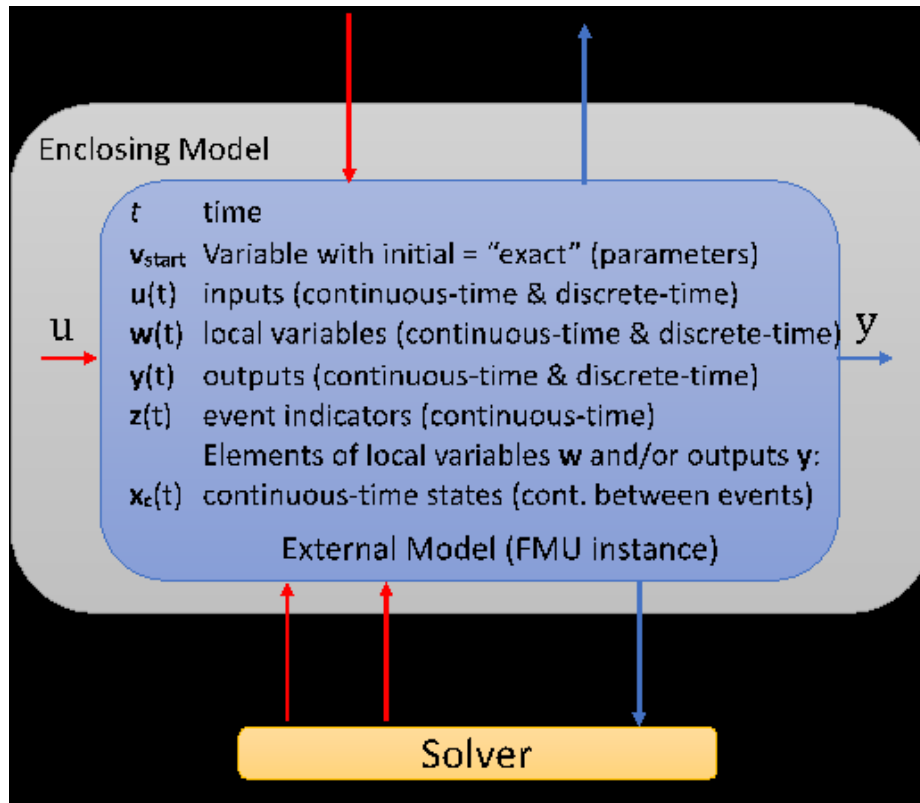 Enclosing Model
t time
vstart Variable with initial = “exact” (parameters)
u(t) inputs (continuous-time & discrete-time)
u
w(t) local variables (continuous-time & discrete-time)
y
y(t) outputs (continuous-time & discrete-time)
z(t) event indicators (continuous-time)
Elements of local variables w and/or outputs y:
xc(t) continuous-time states (cont. between events)
External Model (FMU instance)
Solver